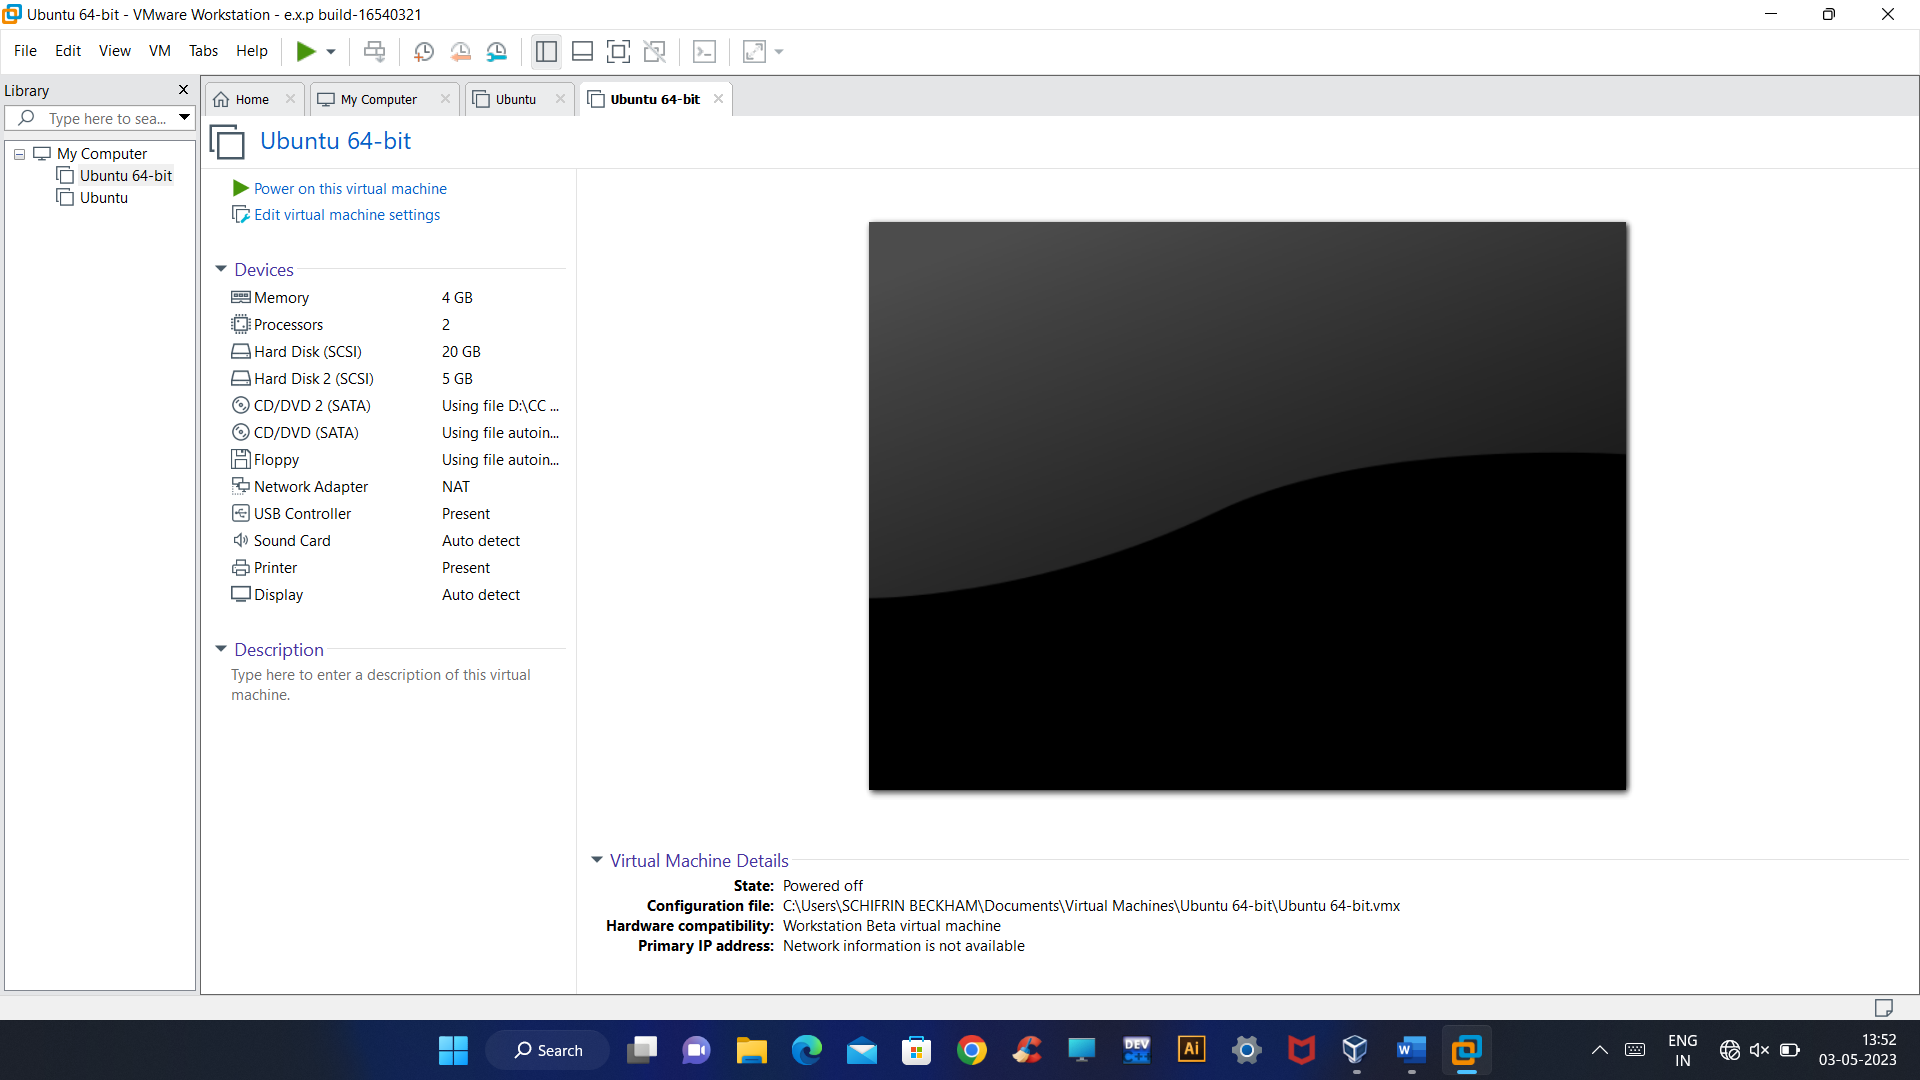 Ubuntu 64-bit - VMware Workstation - e.x.p build-16540321
File Edit View VM Tabs Help
Library
Type here to sea...
My Computer
Ubuntu 64-bit
Ubuntu
Home
My Computer
Ubuntu
Ubuntu 64-bit
Ubuntu 64-bit
Power on this virtual machine
Edit virtual machine settings
Devices
Memory 4 GB
Processors 2
Hard Disk (SCSI) 20 GB
Hard Disk 2 (SCSI) 5 GB
CD/DVD 2 (SATA) Using file D:\CC ...
CD/DVD (SATA) Using file autoin...
Floppy Using file autoin...
Network Adapter NAT
USB Controller Present
Sound Card Auto detect
Printer Present
Display Auto detect
Description
Type here to enter a description of this virtual
machine.
Virtual Machine Details
State: Powered off
Configuration file: C:\Users\SCHIFRIN BECKHAM\Documents\Virtual Machines\Ubuntu 64-bit\Ubuntu 64-bit.vmx
Hardware compatibility: Workstation Beta virtual machine
Primary IP address: Network information is not available
Search
DEV
C++
Ai
W
ENG
IN
13:52
03-05-2023